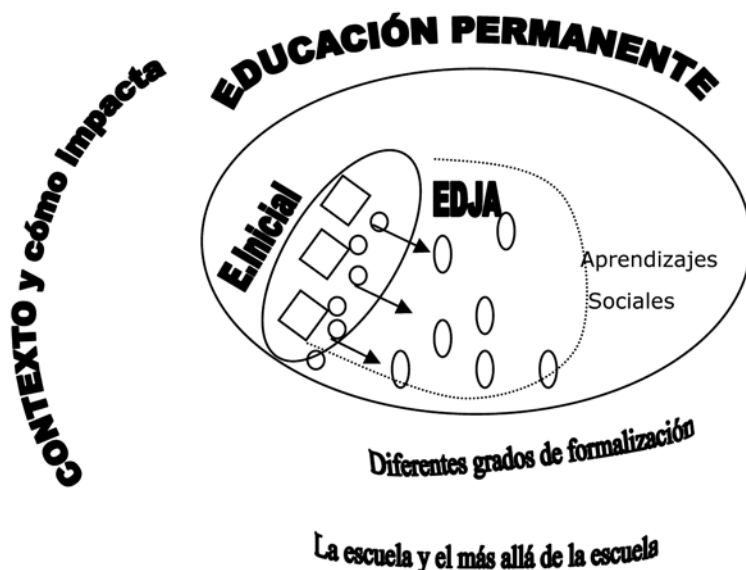 EDUCACIÓN PERMANENTE
CONTEXTO y cómo Impacta
E.Inicial
EDJA
Aprendizajes
Sociales
Diferentes grados de formalización
La escuela y el más allá de la escuela